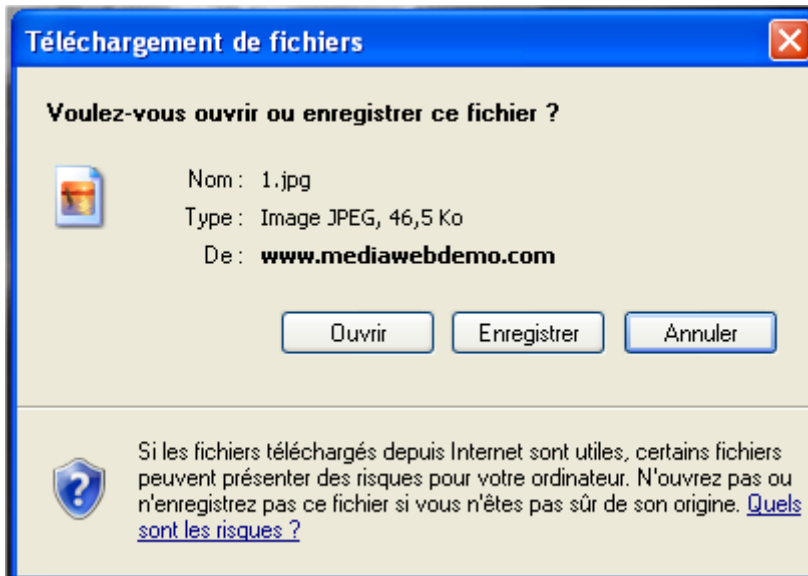 Téléchargement de fichiers
Voulez-vous ouvrir ou enregistrer ce fichier ?
Nom : 1.jpg
Type : Image JPEG, 46,5 Ko
De : www.mediawebdemo.com
Ouvrir Enregistrer Annuler
Si les fichiers téléchargés depuis Internet sont utiles, certains fichiers
peuvent présenter des risques pour votre ordinateur. N'ouvrez pas ou
n'enregistrez pas ce fichier si vous n'êtes pas sûr de son origine. Quels
sont les risques ?